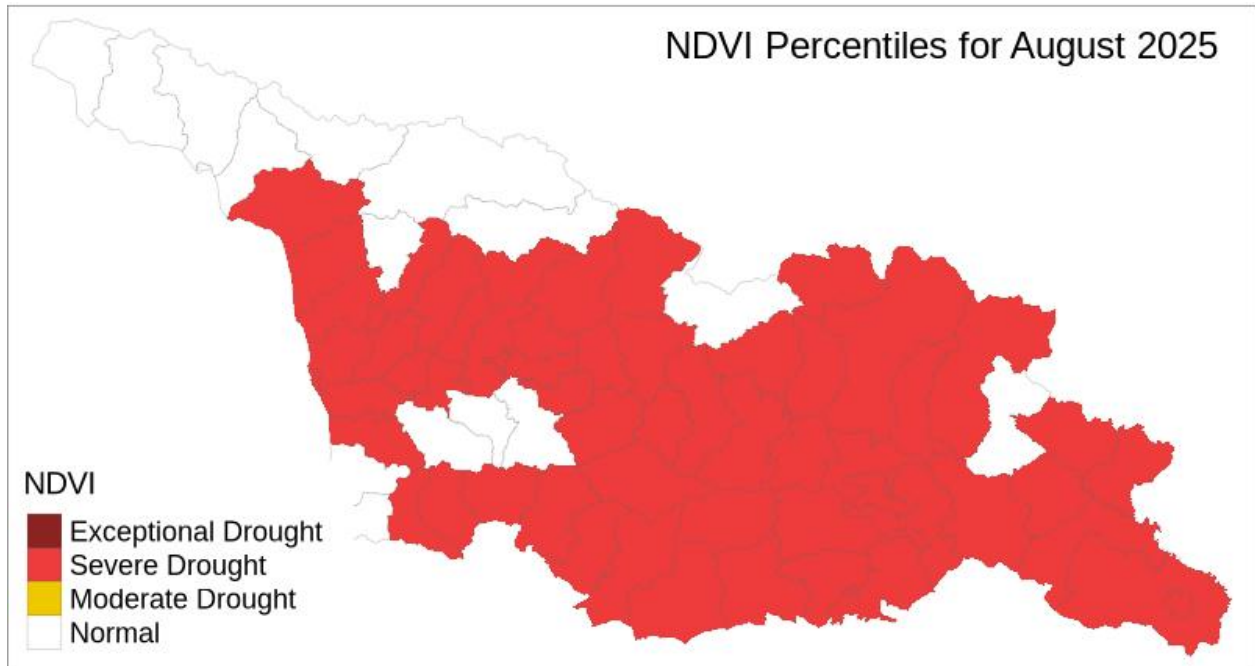 NDVI Percentiles for August 2025
NDVI
Exceptional Drought
Severe Drought
Moderate Drought
Normal